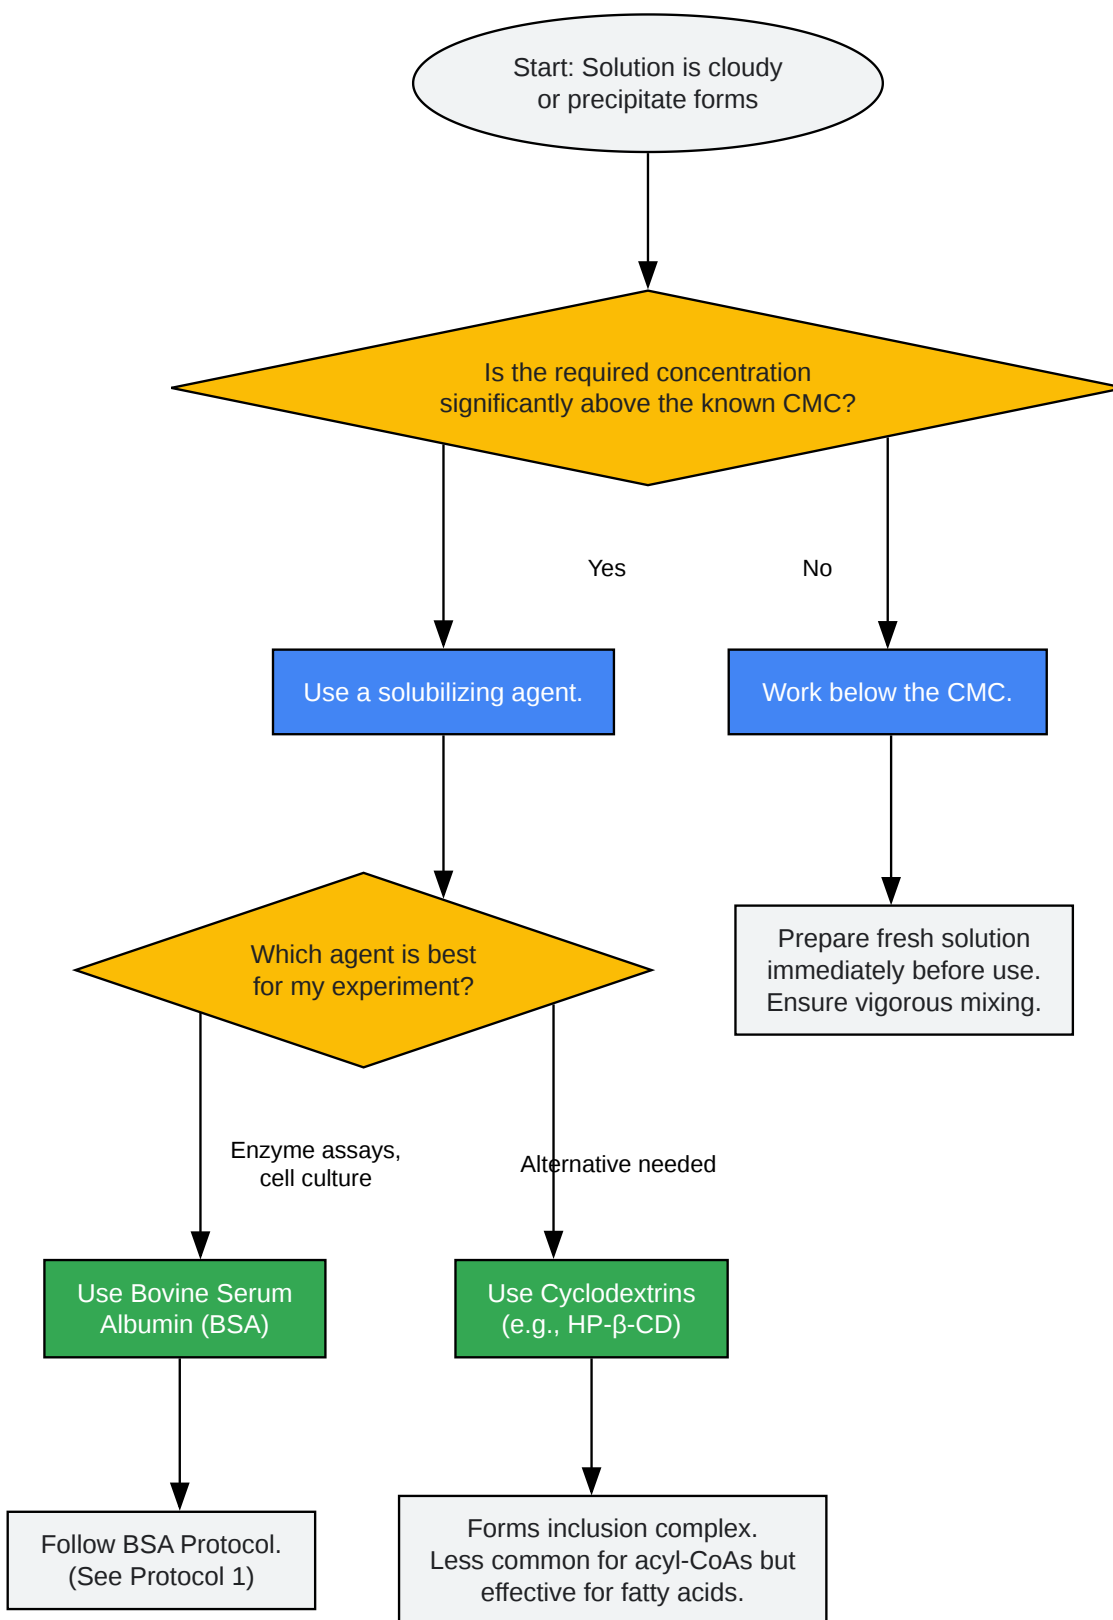 Start: Solution is cloudy
or precipitate forms
Is the required concentration
significantly above the known CMC?
Yes
No
Use a solubilizing agent.
Work below the CMC.
Which agent is best
for my experiment?
Prepare fresh solution
immediately before use.
Ensure vigorous mixing.
Enzyme assays,
cell culture
Alternative needed
Use Bovine Serum
Albumin (BSA)
Use Cyclodextrins
(e.g., HP-β-CD)
Follow BSA Protocol.
(See Protocol 1)
Forms inclusion complex.
Less common for acyl-CoAs but
effective for fatty acids.